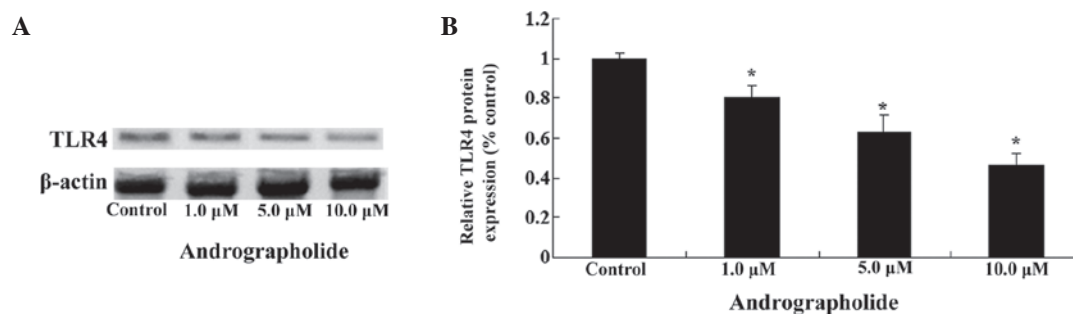 A
TLR4
β-actin
Control 1.0 μM 5.0 μM 10.0 μM
Andrographolide
B
Relative TLR4 protein
expression (% control)
1.2
1
0.8
0.6
0.4
0.2
0
*
*
*
Control 1.0 μM 5.0 μM 10.0 μM
Andrographolide